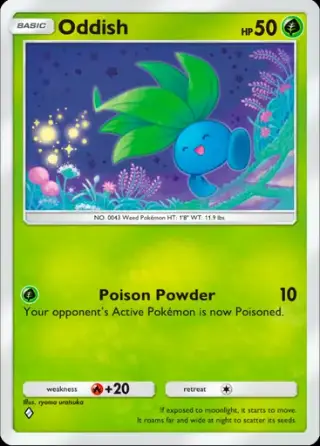 BASIC Oddish HP 50
NO. 0043 Weed Pokémon HT: 1'8" WT: 11.9 lbs
Poison Powder 10
Your opponent's Active Pokémon is now Poisoned.
weakness +20 retreat
Illus. ryoma uratsuka
If exposed to moonlight, it starts to move.
It roams far and wide at night to scatter its seeds.